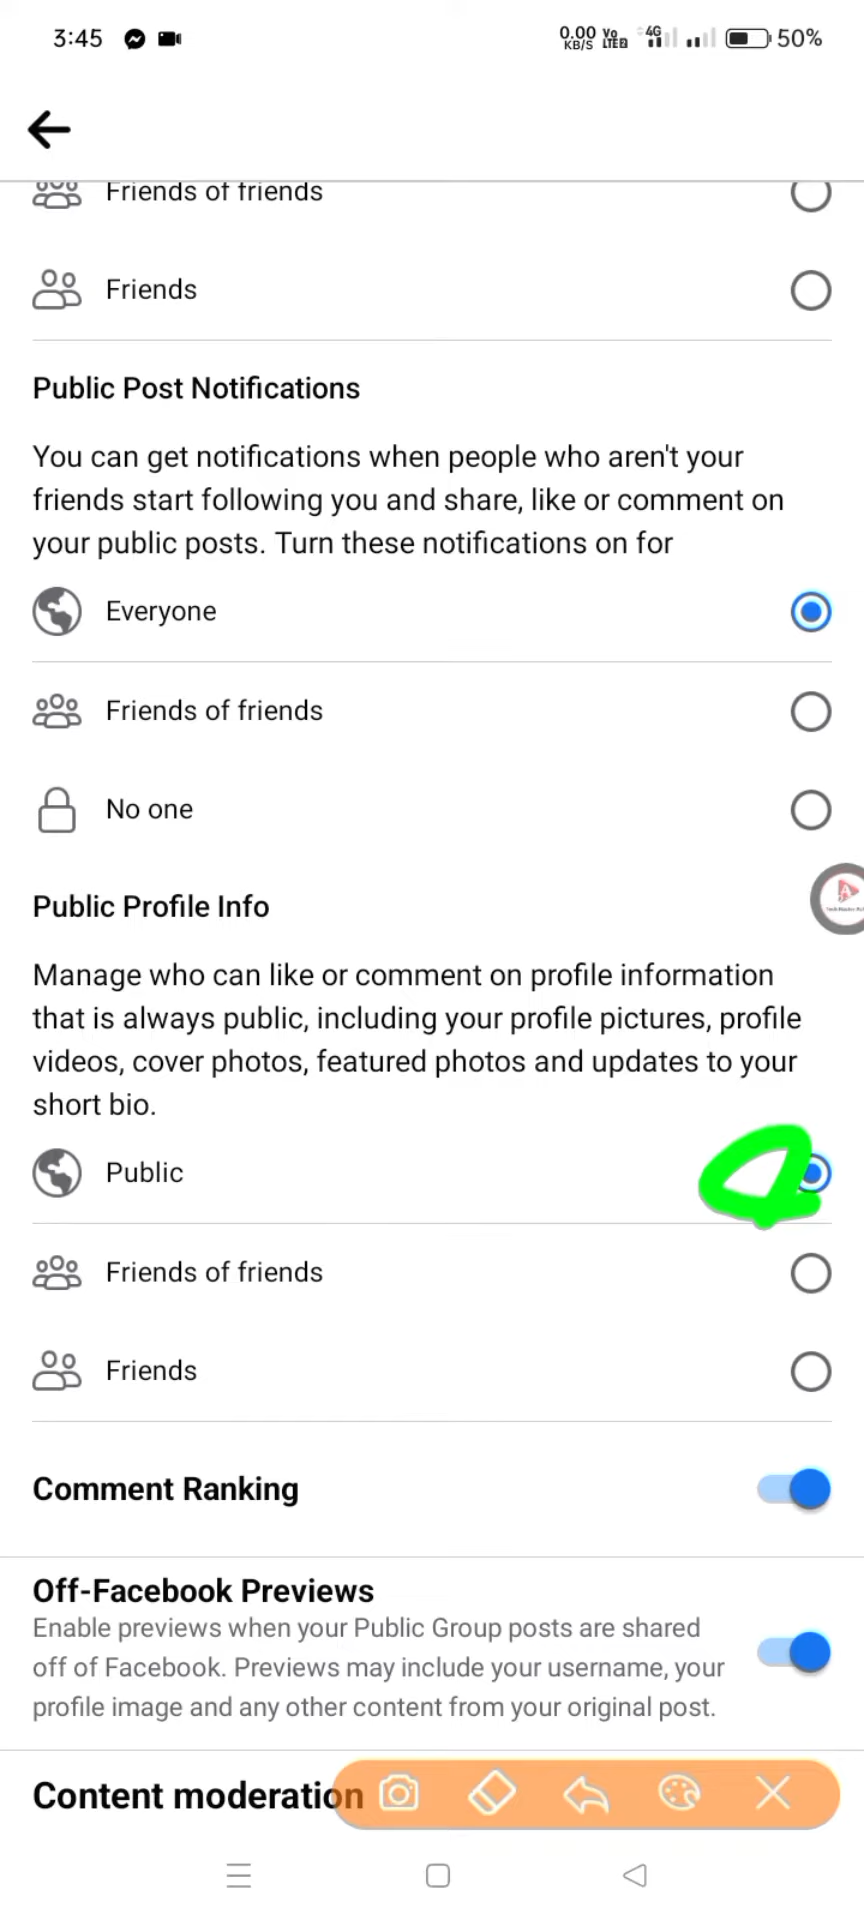 3:45
0.00 KB/S Vo LTE2 4G 50%
Friends of friends
Friends
Public Post Notifications
You can get notifications when people who aren't your
friends start following you and share, like or comment on
your public posts. Turn these notifications on for
Everyone
Friends of friends
No one
Public Profile Info
Manage who can like or comment on profile information
that is always public, including your profile pictures, profile
videos, cover photos, featured photos and updates to your
short bio.
Public
Friends of friends
Friends
Comment Ranking
Off-Facebook Previews
Enable previews when your Public Group posts are shared
off of Facebook. Previews may include your username, your
profile image and any other content from your original post.
Content moderation